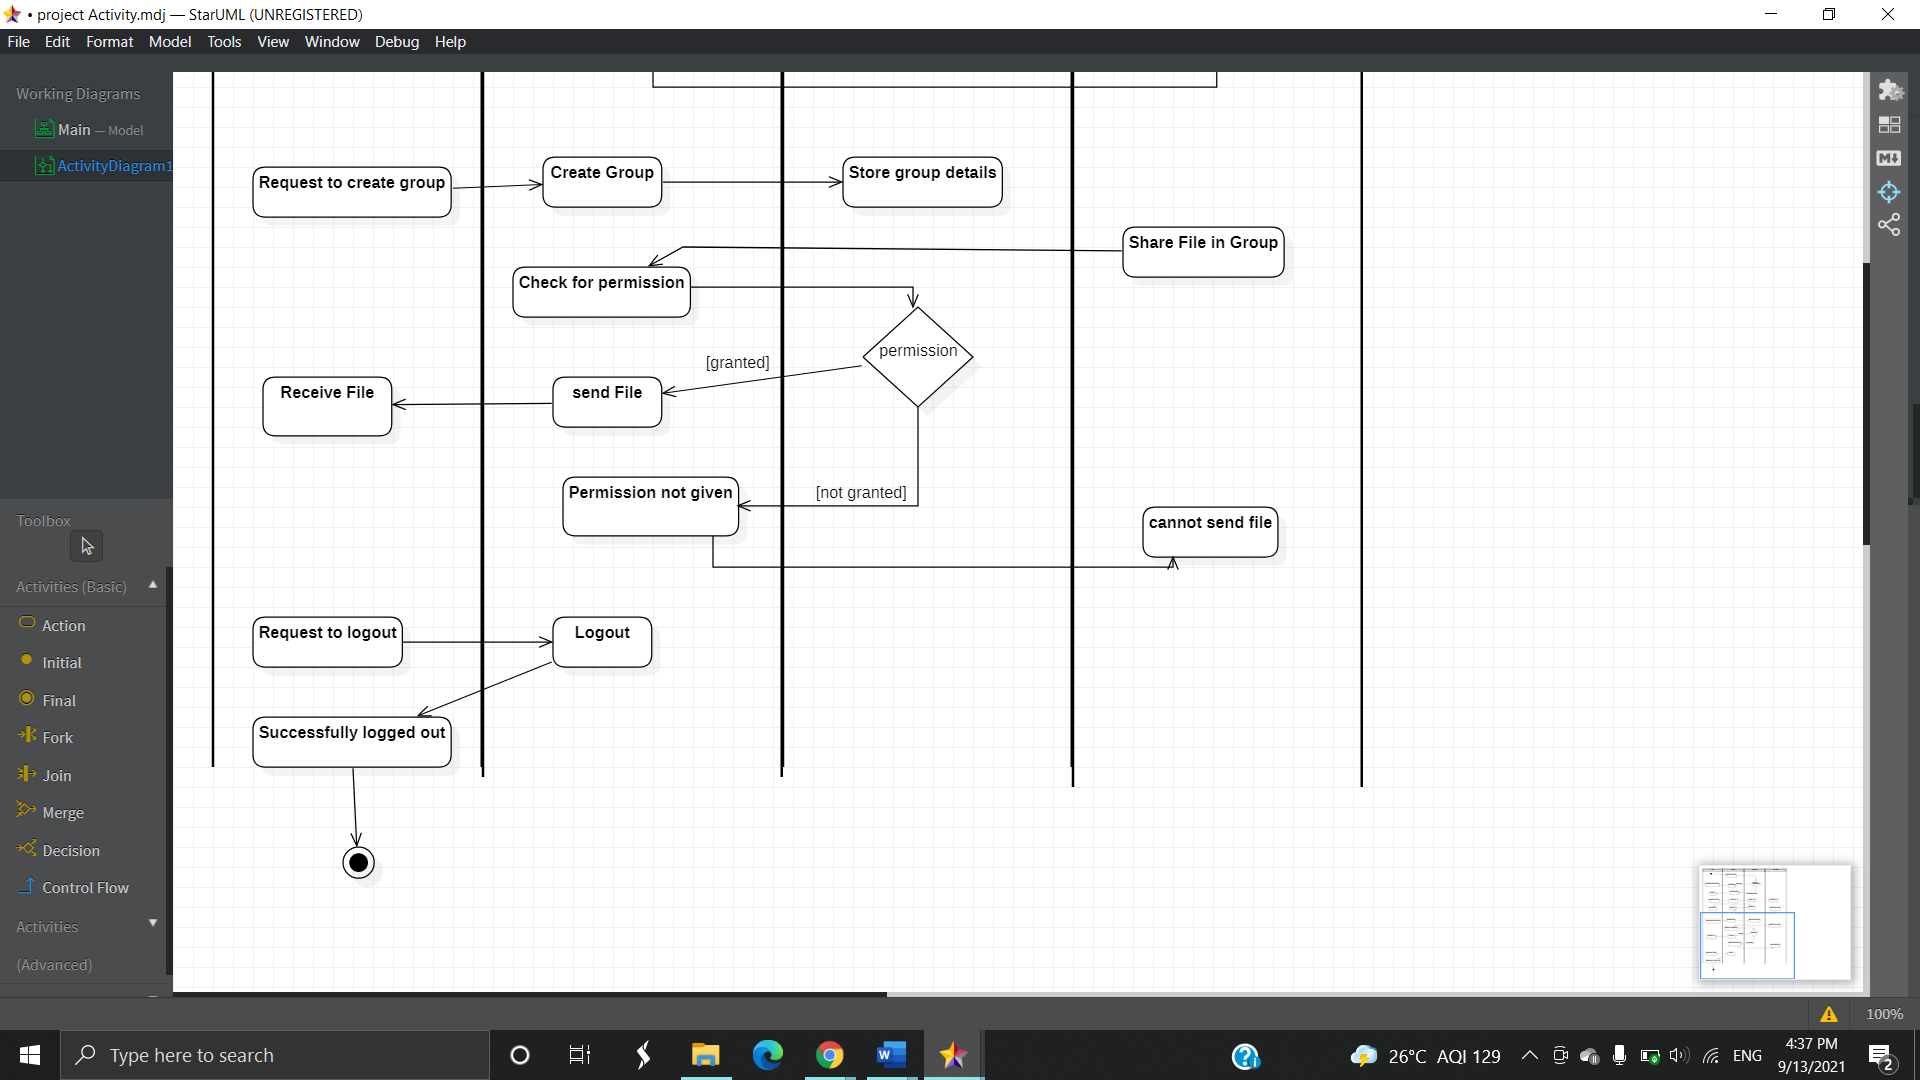 • project Activity.mdj — StarUML (UNREGISTERED)
File Edit Format Model Tools View Window Debug Help
Working Diagrams
Main — Model
ActivityDiagram1
Toolbox
Activities (Basic)
Action
Initial
Final
Fork
Join
Merge
Decision
Control Flow
Activities
(Advanced)
Request to create group
Create Group
Store group details
Share File in Group
Check for permission
permission
[granted]
Receive File
send File
Permission not given
[not granted]
cannot send file
Request to logout
Logout
Successfully logged out
M
100%
Type here to search
W
26°C AQI 129
ENG
4:37 PM
9/13/2021
2